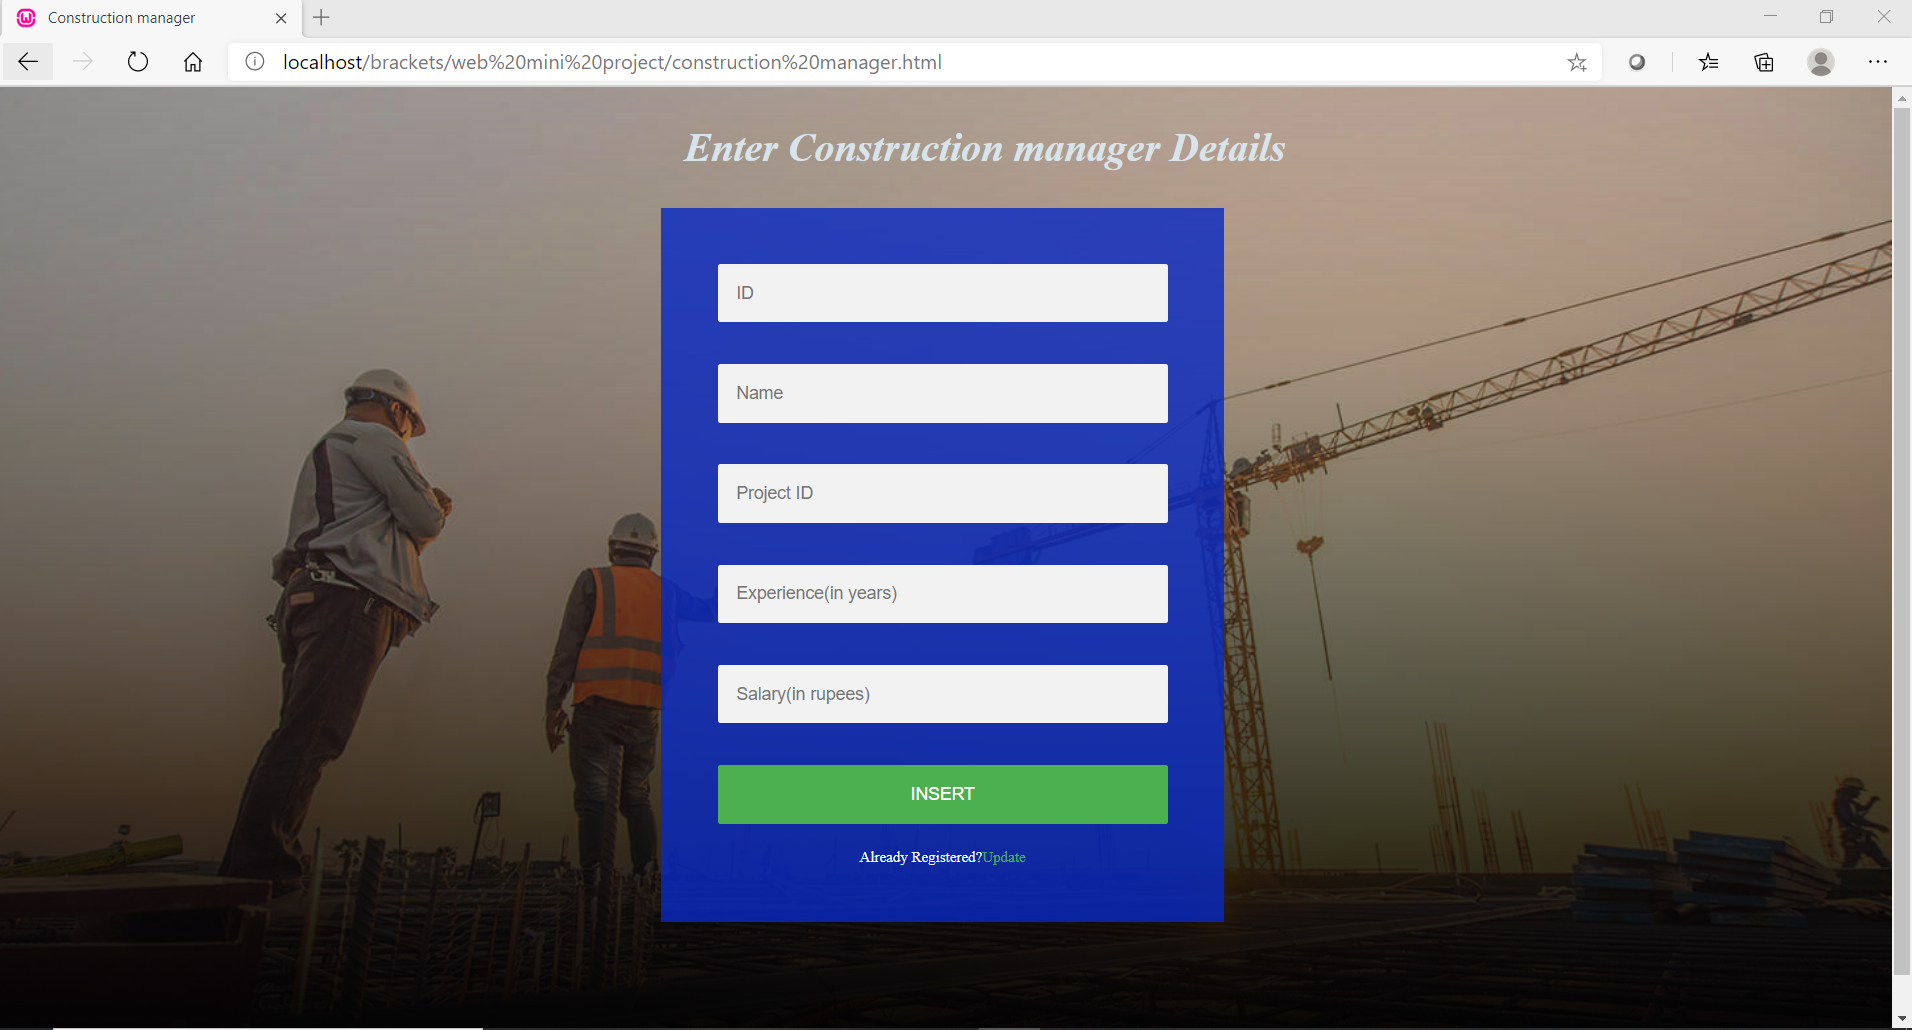 Construction manager
localhost/brackets/web%20mini%20project/construction%20manager.html
Enter Construction manager Details
ID
Name
Project ID
Experience(in years)
Salary(in rupees)
INSERT
Already Registered?Update